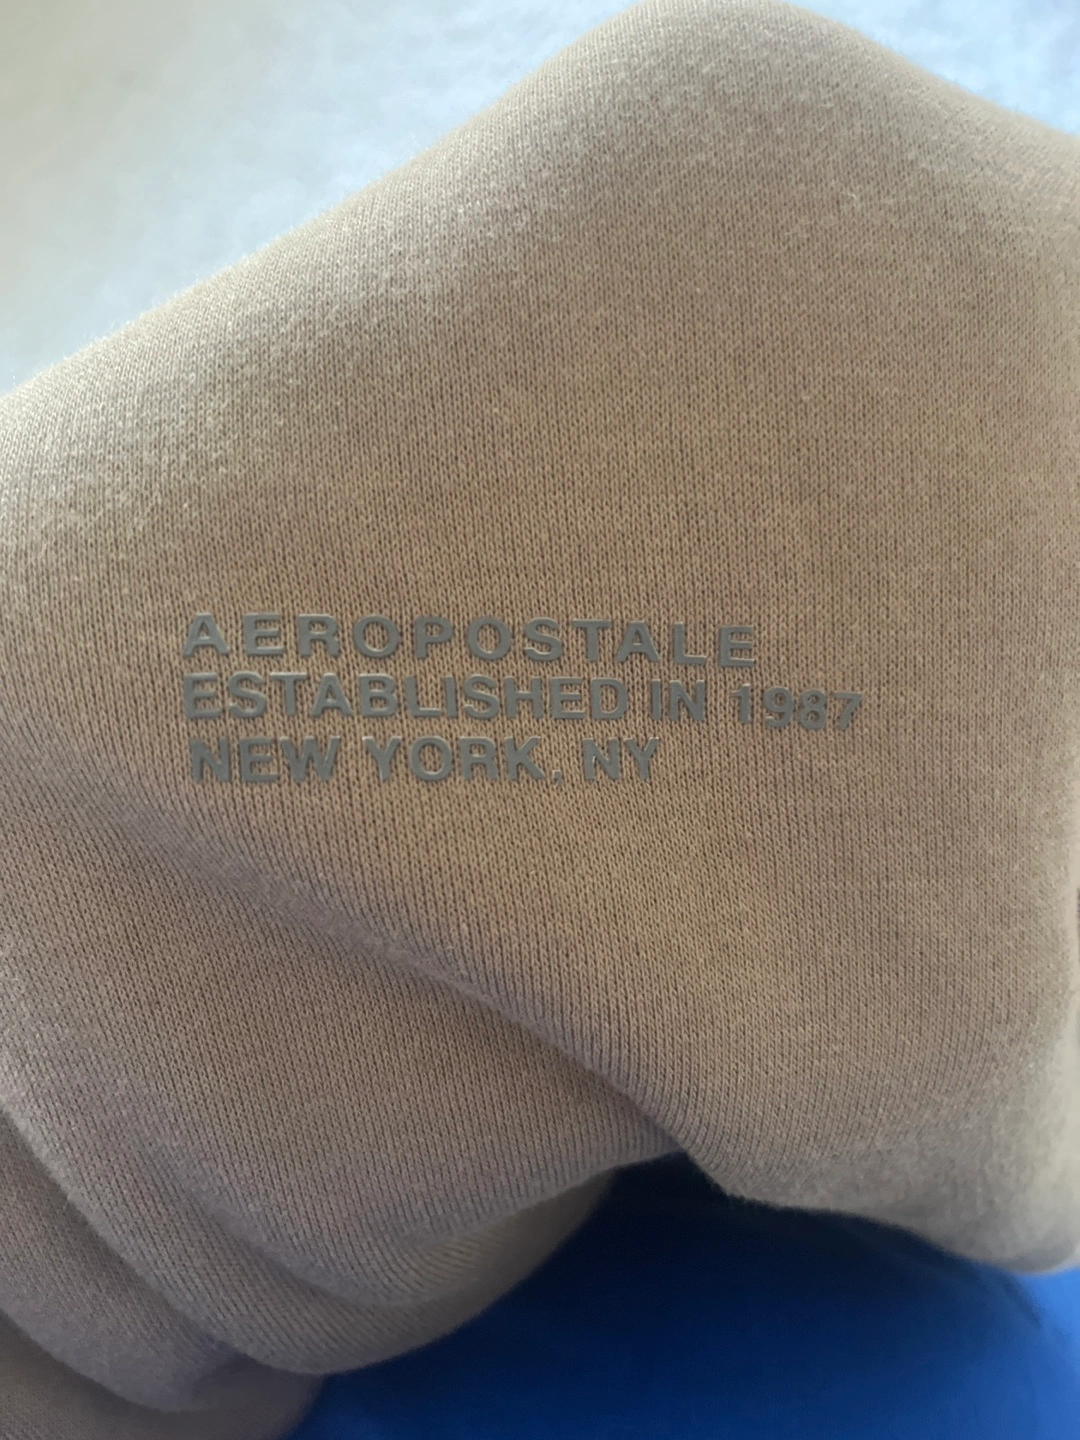 AEROPOSTALE
ESTABLISHED IN 1987
NEW YORK, NY